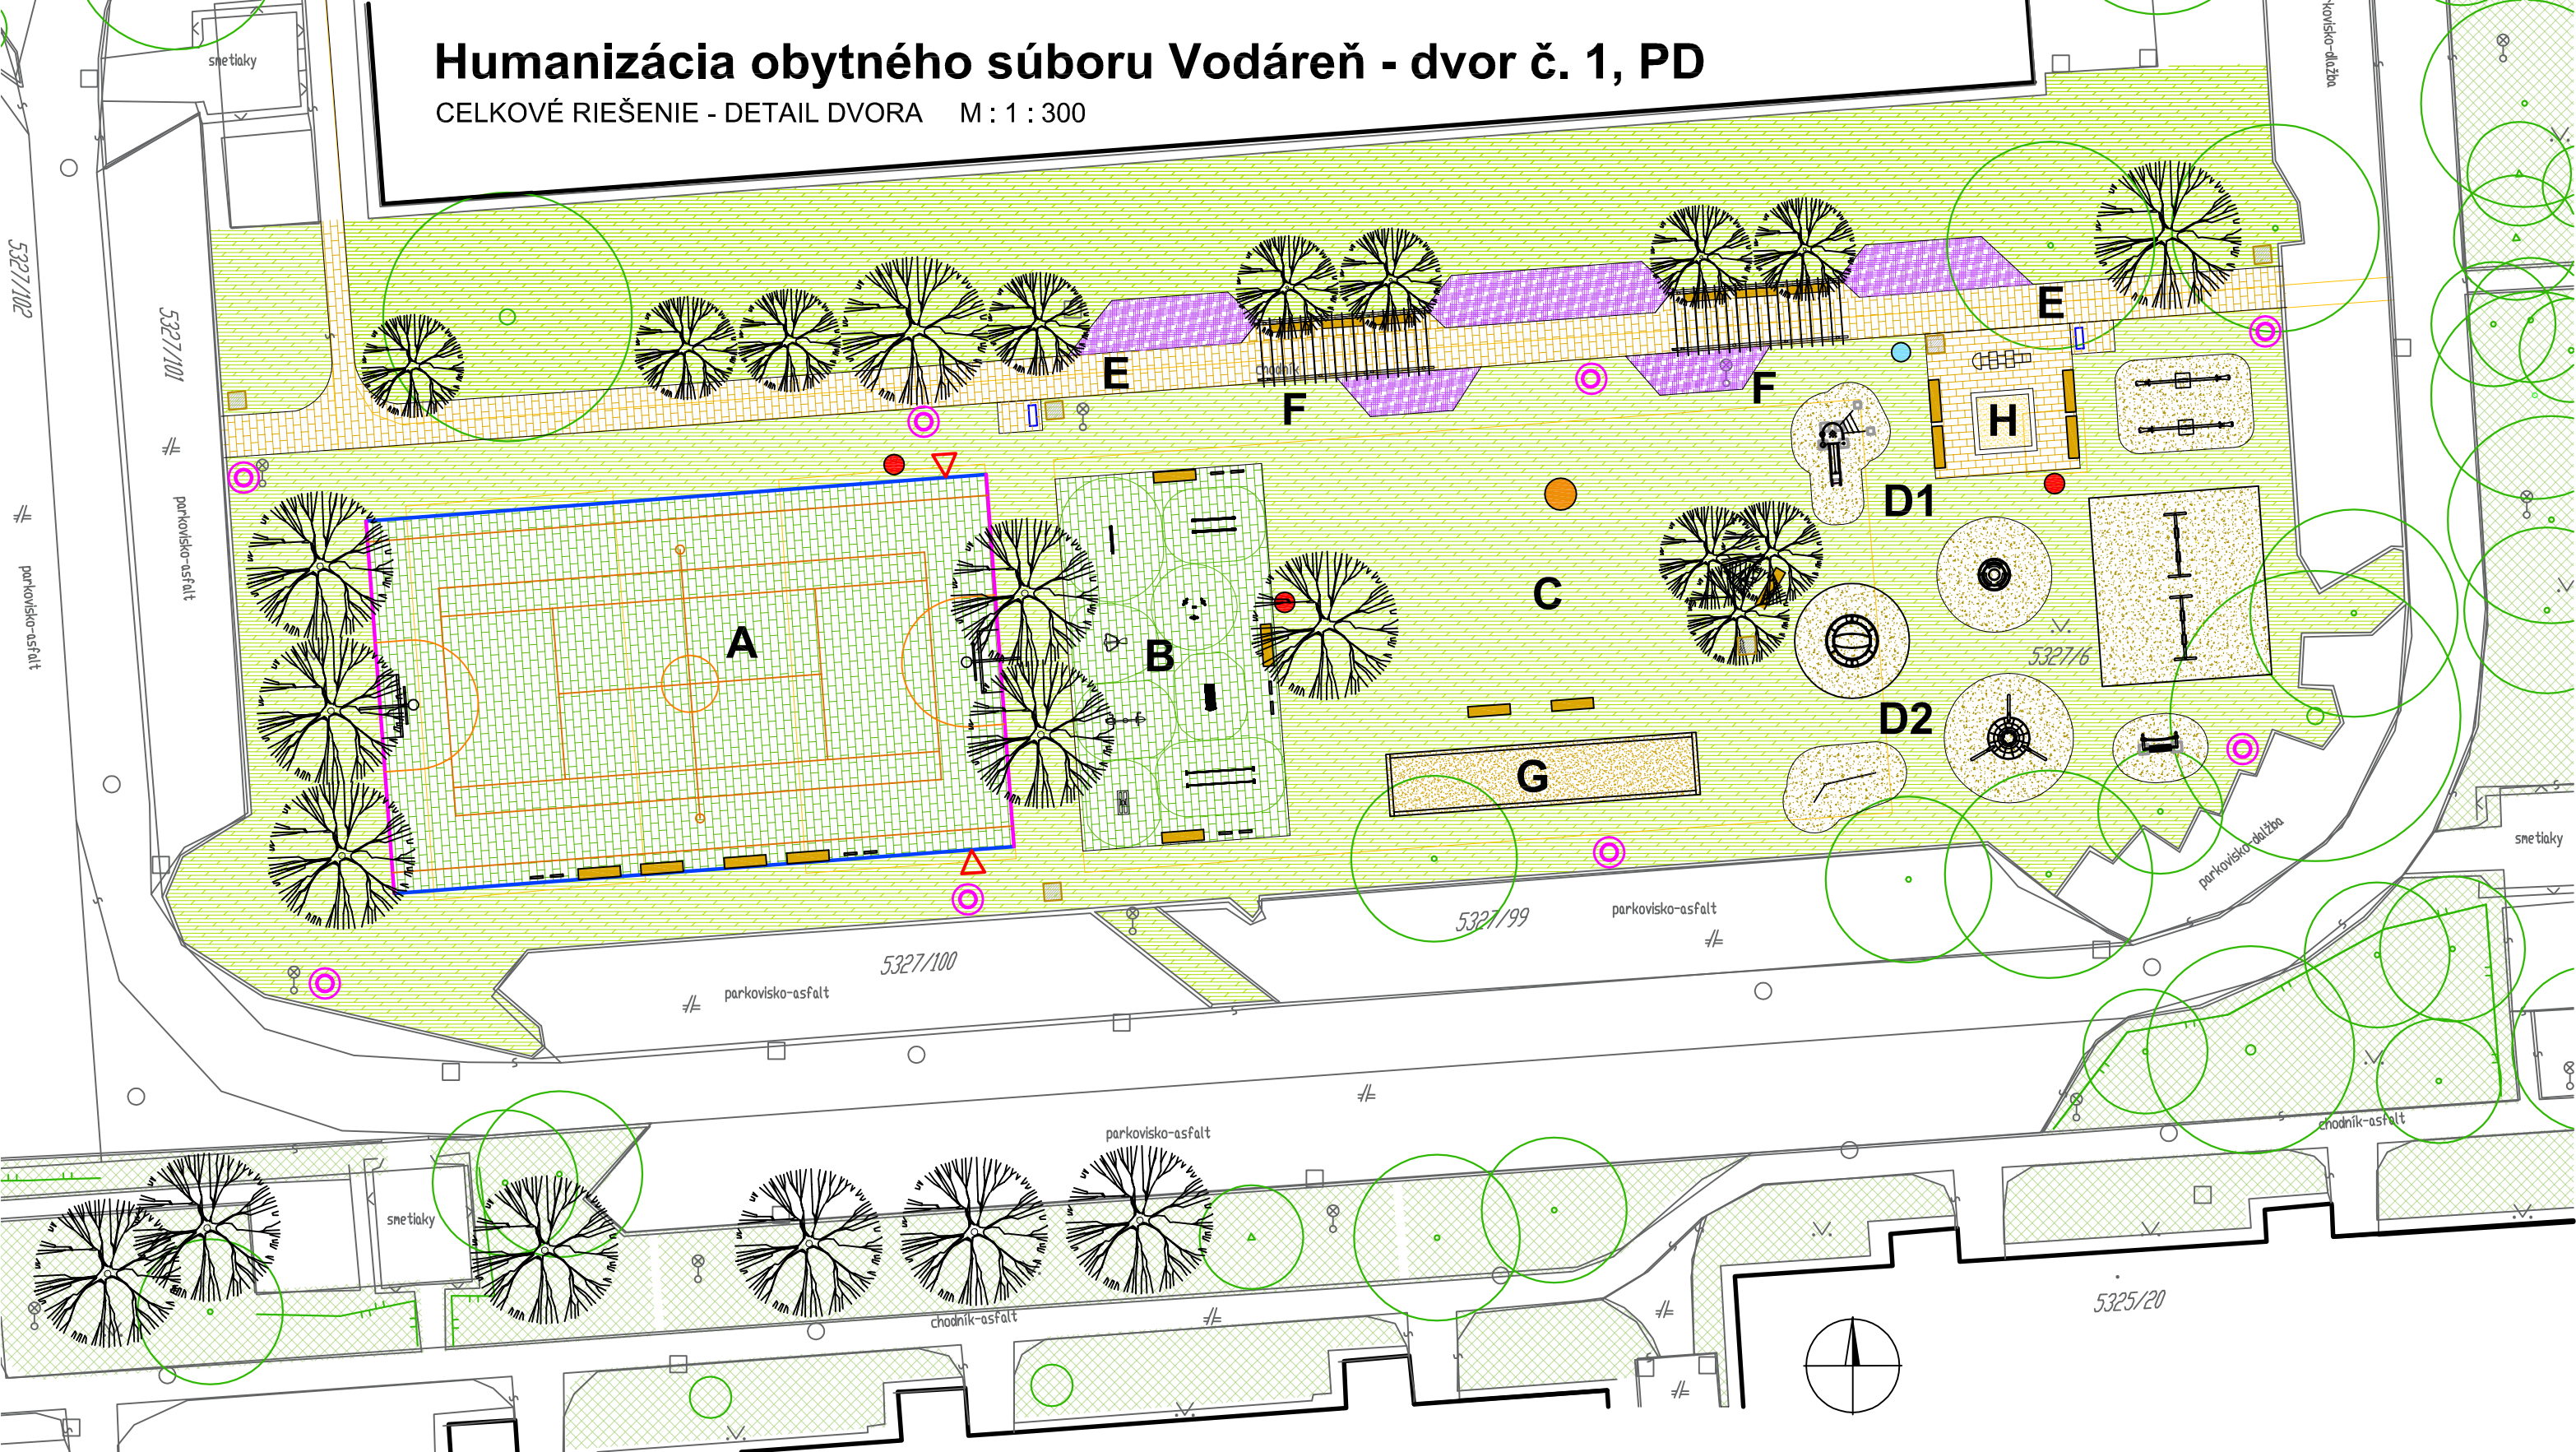 Humanizácia obytného súboru Vodáreň - dvor č. 1, PD
CELKOVÉ RIEŠENIE - DETAIL DVORA M : 1 : 300
smetiaky
parkovisko-dlažba
5327/102
5327/101
parkovisko-asfalt
parkovisko-asfalt
E
E
chodník
F
F
H
D1
C
A
B
5327/6
D2
G
parkovisko-dalžba
smetiaky
5327/99
parkovisko-asfalt
5327/100
parkovisko-asfalt
chodník-asfalt
parkovisko-asfalt
smetiaky
chodník-asfalt
5325/20